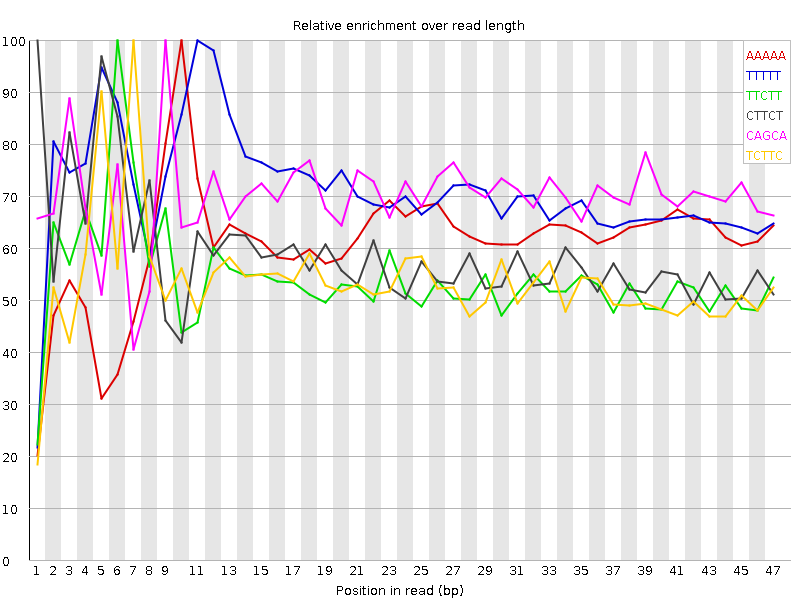 Relative enrichment over read length
100
90
80
70
60
50
40
30
20
10
0
AAAAA
TTTTT
TTCTT
CTTCT
CAGCA
TCTTC
1 2 3 4 5 6 7 8 9 11 13 15 17 19 21 23 25 27 29 31 33 35 37 39 41 43 45 47
Position in read (bp)